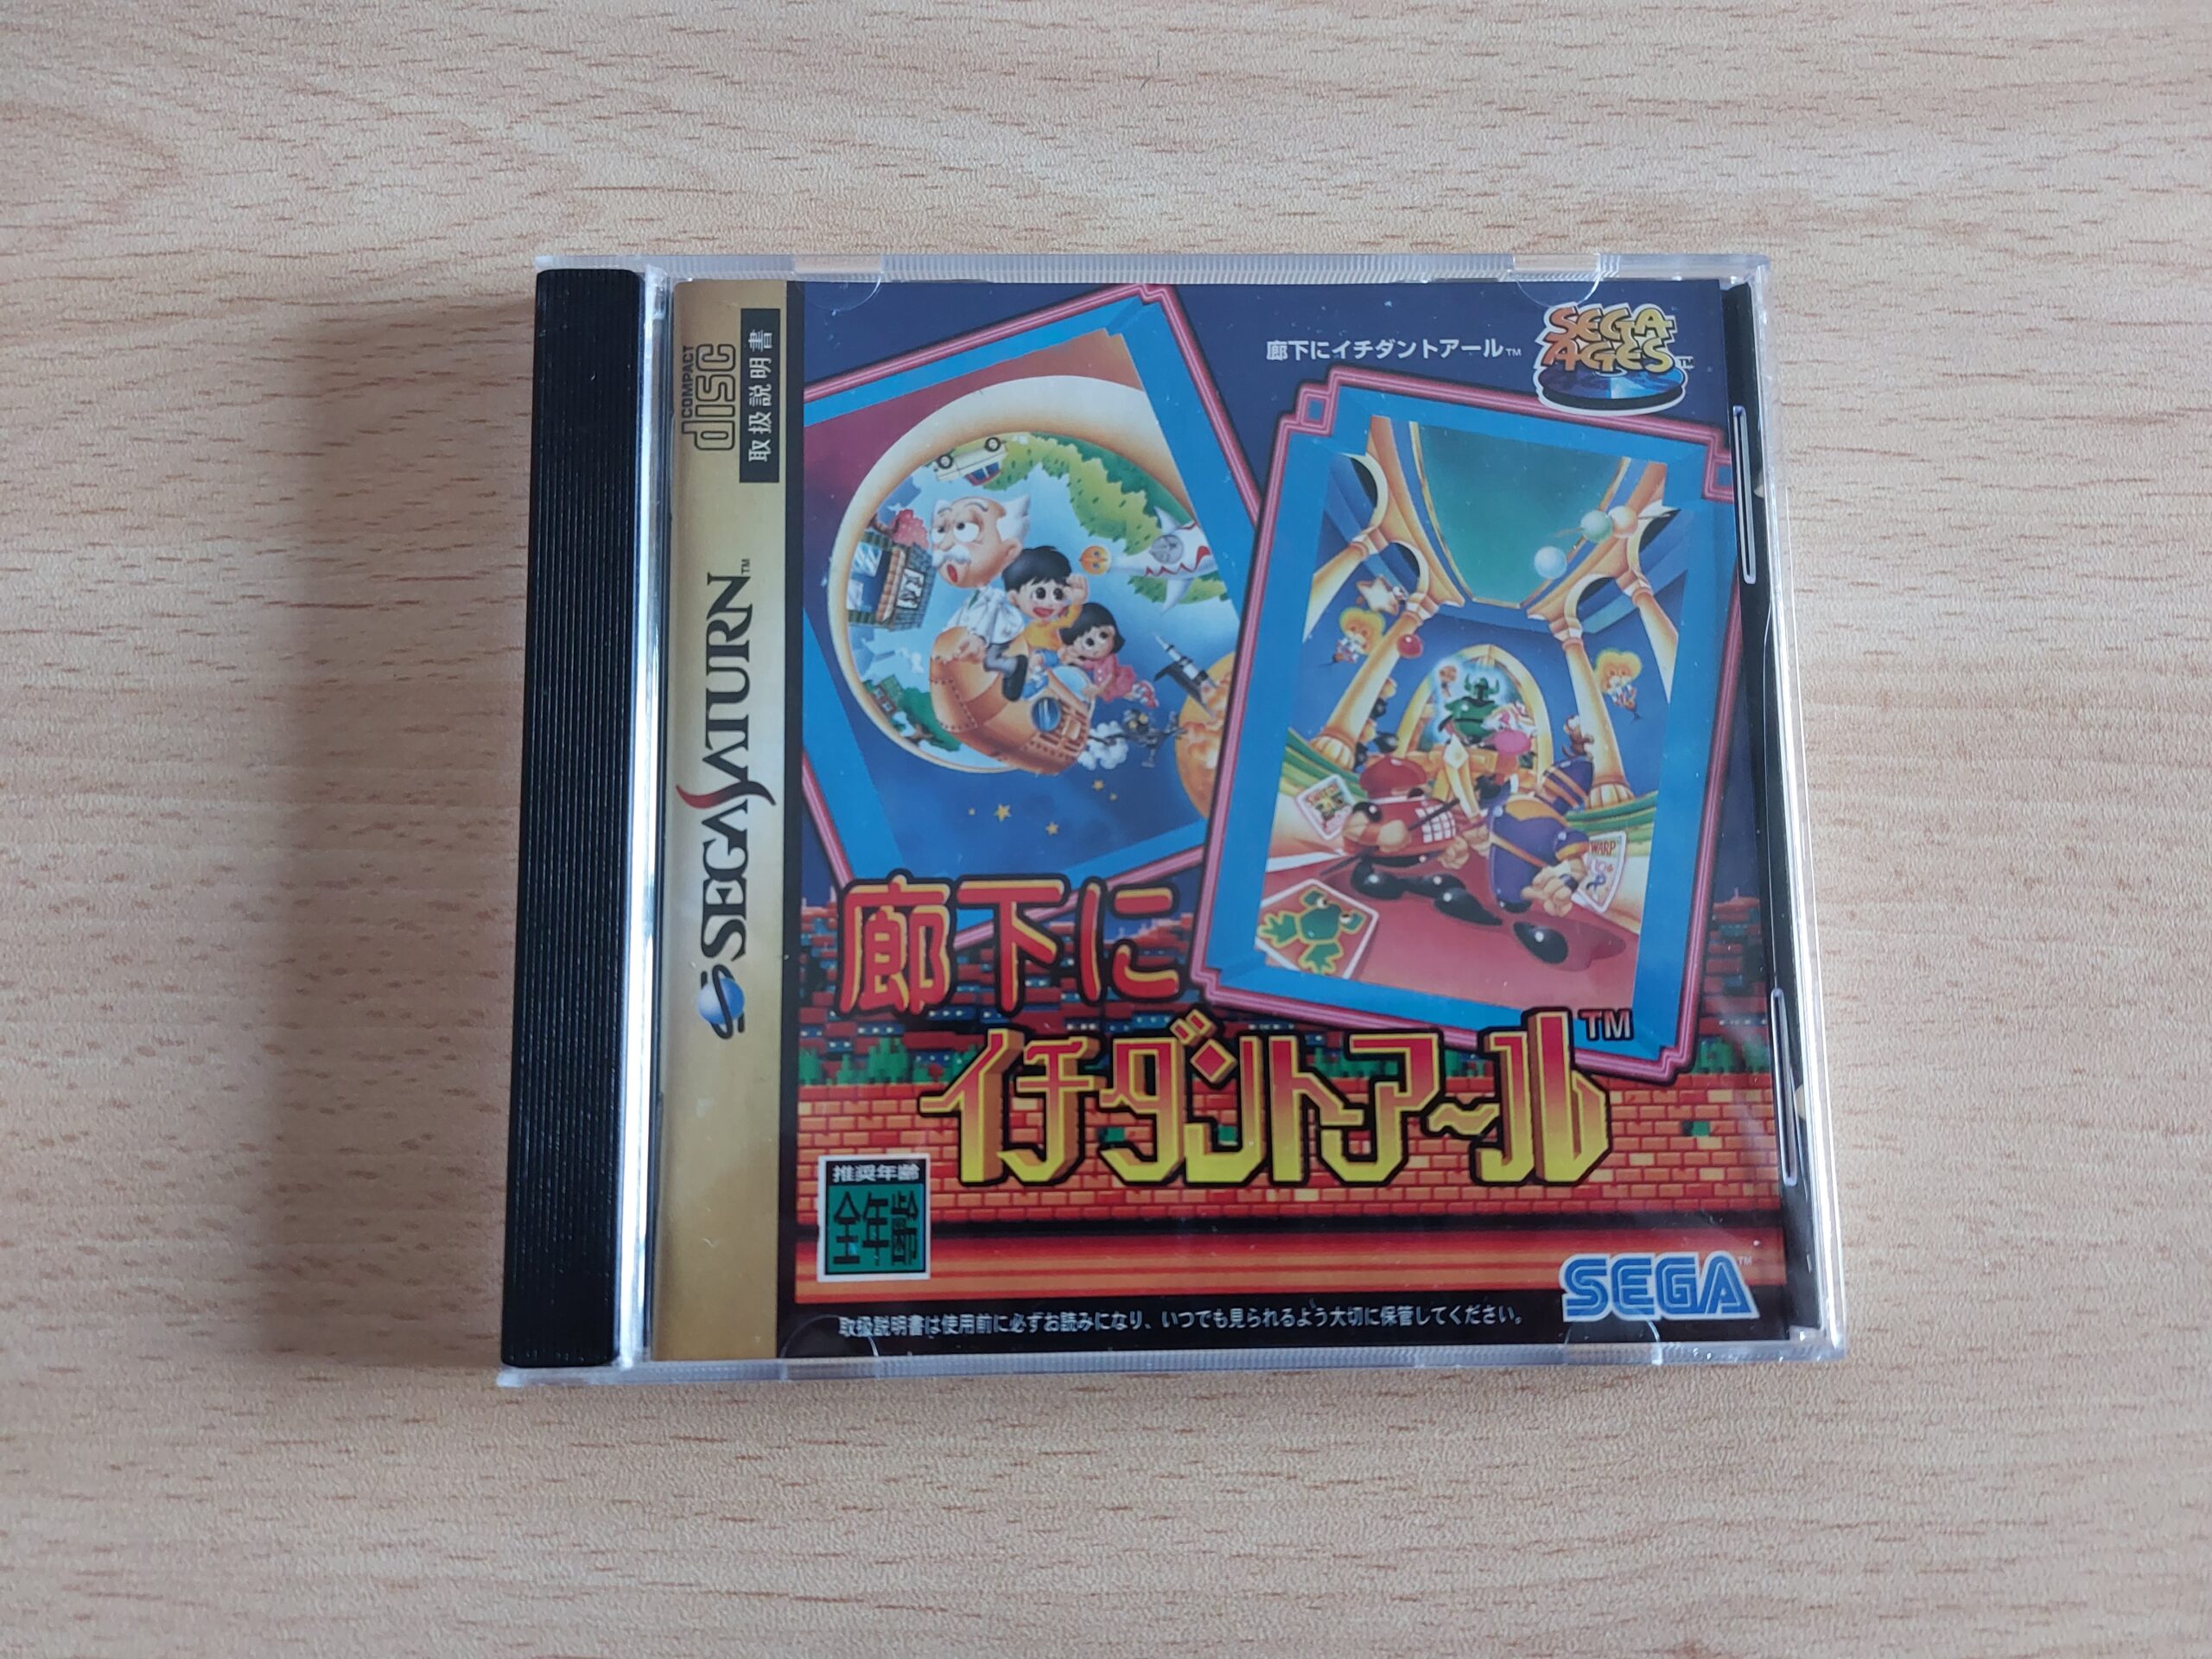 COMPACT
disc
取扱説明書
SEGA SATURN™
廊下にイチダントアール™
SEGA
AGES™
廊下に
イチダントアール™
WARP
推奨年齢
全年齢
SEGA™
取扱説明書は使用前に必ずお読みになり、いつでも見られるよう大切に保管してください。